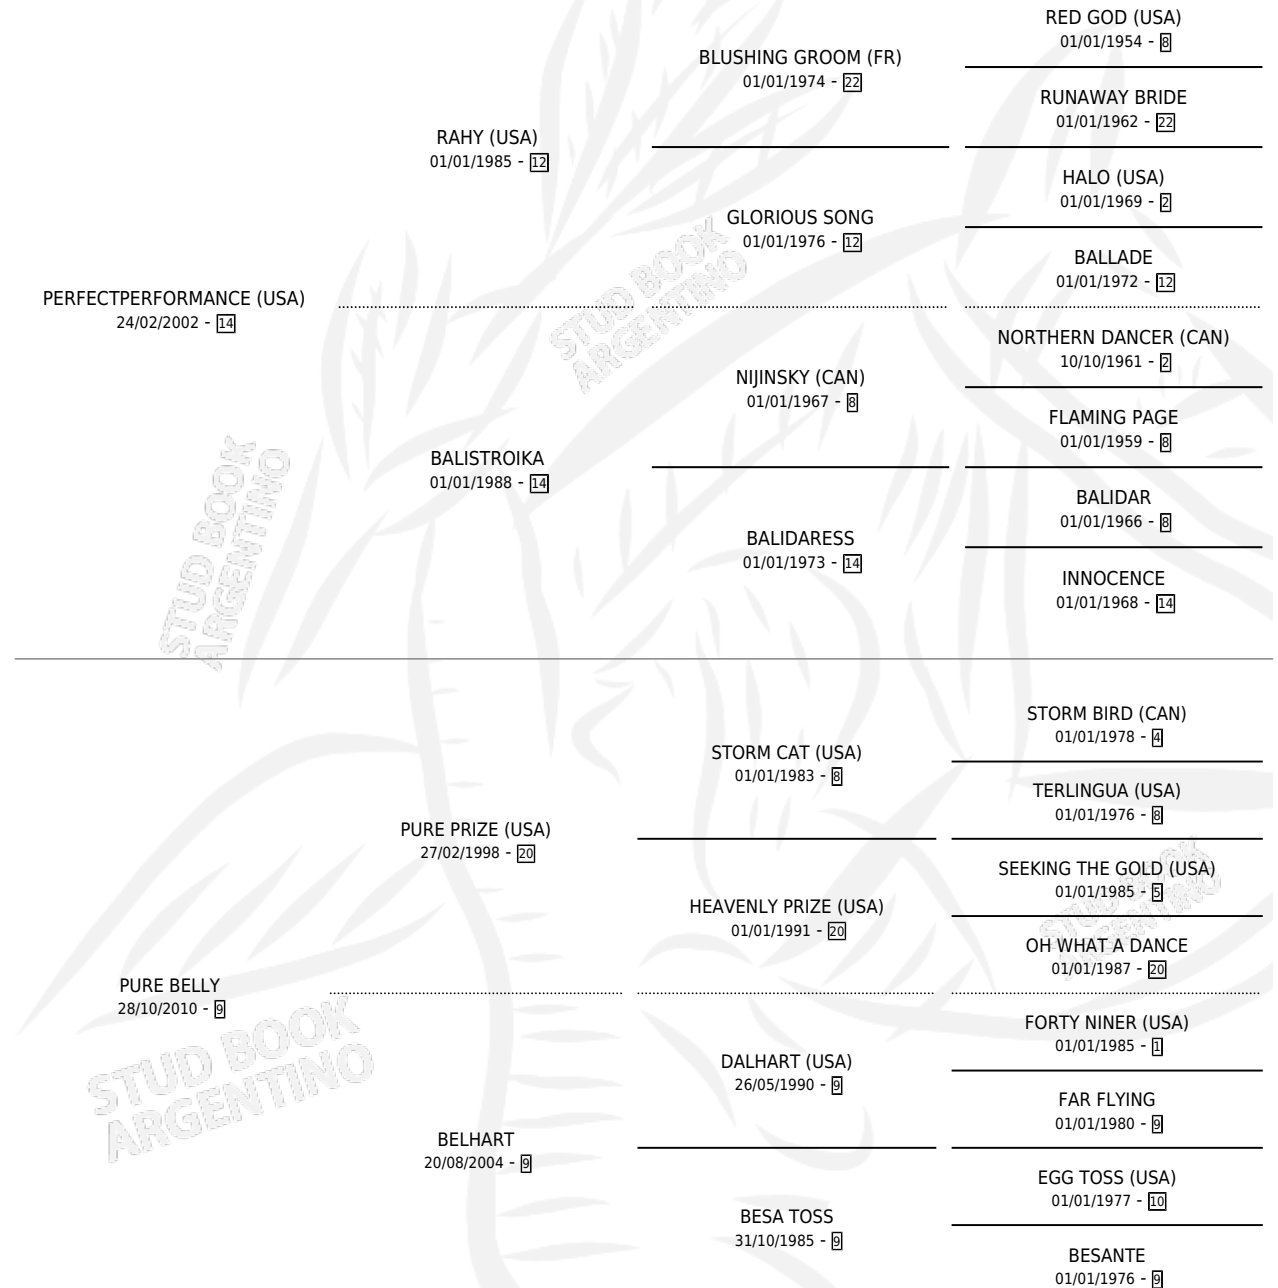 RED GOD (USA)
01/01/1954 - 8
BLUSHING GROOM (FR)
01/01/1974 - 22
RUNAWAY BRIDE
01/01/1962 - 22
RAHY (USA)
01/01/1985 - 12
HALO (USA)
01/01/1969 - 2
GLORIOUS SONG
01/01/1976 - 12
BALLADE
01/01/1972 - 12
PERFECTPERFORMANCE (USA)
24/02/2002 - 14
NORTHERN DANCER (CAN)
10/10/1961 - 2
NIJINSKY (CAN)
01/01/1967 - 8
FLAMING PAGE
01/01/1959 - 8
BALISTROIKA
01/01/1988 - 14
BALIDAR
01/01/1966 - 8
BALIDARESS
01/01/1973 - 14
INNOCENCE
01/01/1968 - 14
STORM BIRD (CAN)
01/01/1978 - 4
STORM CAT (USA)
01/01/1983 - 8
TERLINGUA (USA)
01/01/1976 - 8
PURE PRIZE (USA)
27/02/1998 - 20
SEEKING THE GOLD (USA)
01/01/1985 - 5
HEAVENLY PRIZE (USA)
01/01/1991 - 20
OH WHAT A DANCE
01/01/1987 - 20
PURE BELLY
28/10/2010 - 9
FORTY NINER (USA)
01/01/1985 - 1
DALHART (USA)
26/05/1990 - 9
FAR FLYING
01/01/1980 - 9
BELHART
20/08/2004 - 9
EGG TOSS (USA)
01/01/1977 - 10
BESA TOSS
31/10/1985 - 9
BESANTE
01/01/1976 - 9
STUD BOOK
ARGENTINO
STUD BOOK
ARGENTINO
STUD BOOK
ARGENTINO
STUD BOOK
ARGENTINO